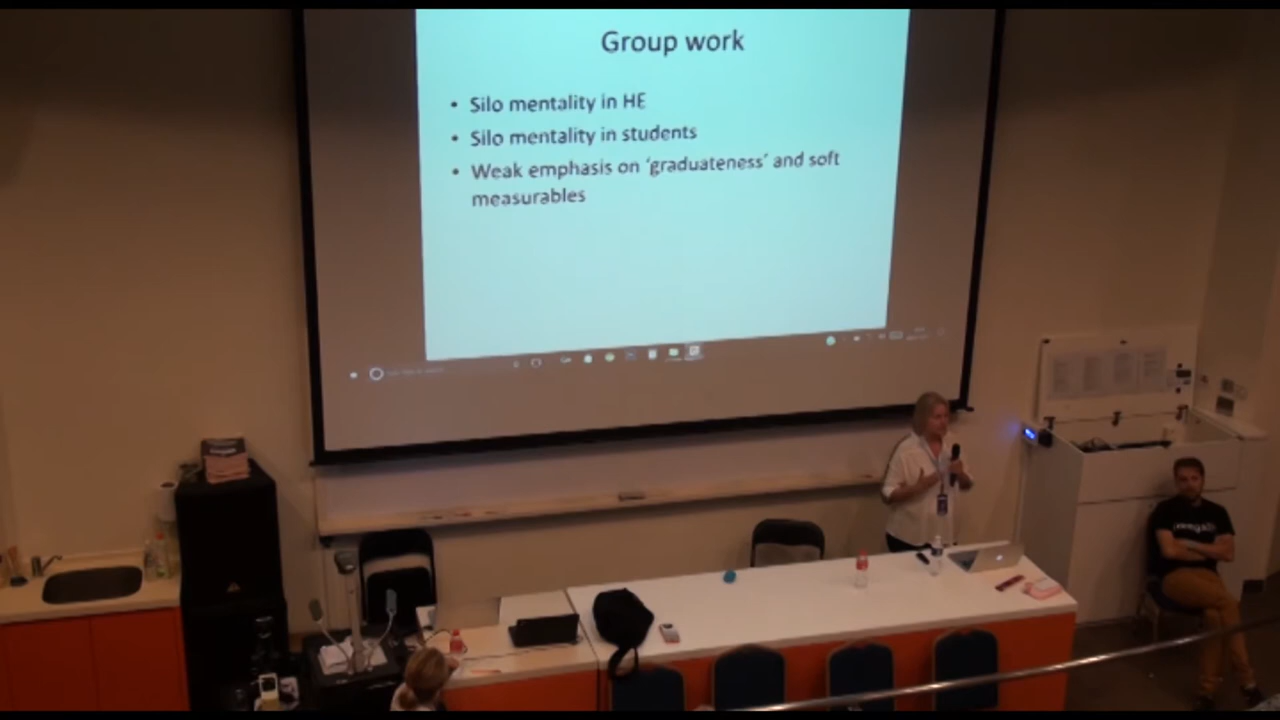 Group work
• Silo mentality in HE
• Silo mentality in students
• Weak emphasis on ‘graduateness’ and soft
measurables